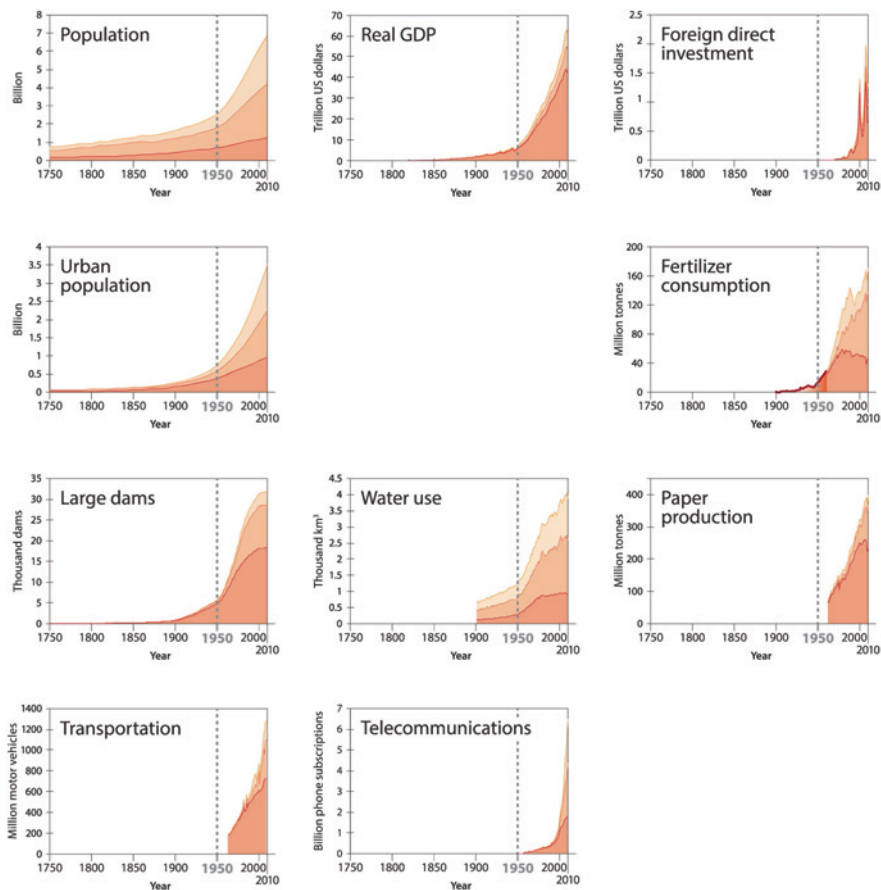 Population
Billion
8
7
6
5
4
3
2
1
0
1750 1800 1850 1900 1950 2000
2010
Year
Real GDP
Trillion US dollars
70
60
50
40
30
20
10
0
1750 1800 1850 1900 1950 2000
2010
Year
Foreign direct
investment
Trillion US dollars
2.5
2
1.5
1
0.5
0
1750 1800 1850 1900 1950 2000
2010
Year
Urban
population
Billion
4
3.5
3
2.5
2
1.5
1
0.5
0
1750 1800 1850 1900 1950 2000
2010
Year
Fertilizer
consumption
Million tonnes
200
160
120
80
40
0
1750 1800 1850 1900 1950 2000
2010
Year
Large dams
Thousand dams
35
30
25
20
15
10
5
0
1750 1800 1850 1900 1950 2000
2010
Year
Water use
Thousand km³
4.5
4
3.5
3
2.5
2
1.5
1
0.5
0
1750 1800 1850 1900 1950 2000
2010
Year
Paper
production
Million tonnes
400
300
200
100
0
1750 1800 1850 1900 1950 2000
2010
Year
Transportation
Million motor vehicles
1400
1200
1000
800
600
400
200
0
1750 1800 1850 1900 1950 2000
2010
Year
Telecommunications
Billion phone subscriptions
7
6
5
4
3
2
1
0
1750 1800 1850 1900 1950 2000
2010
Year